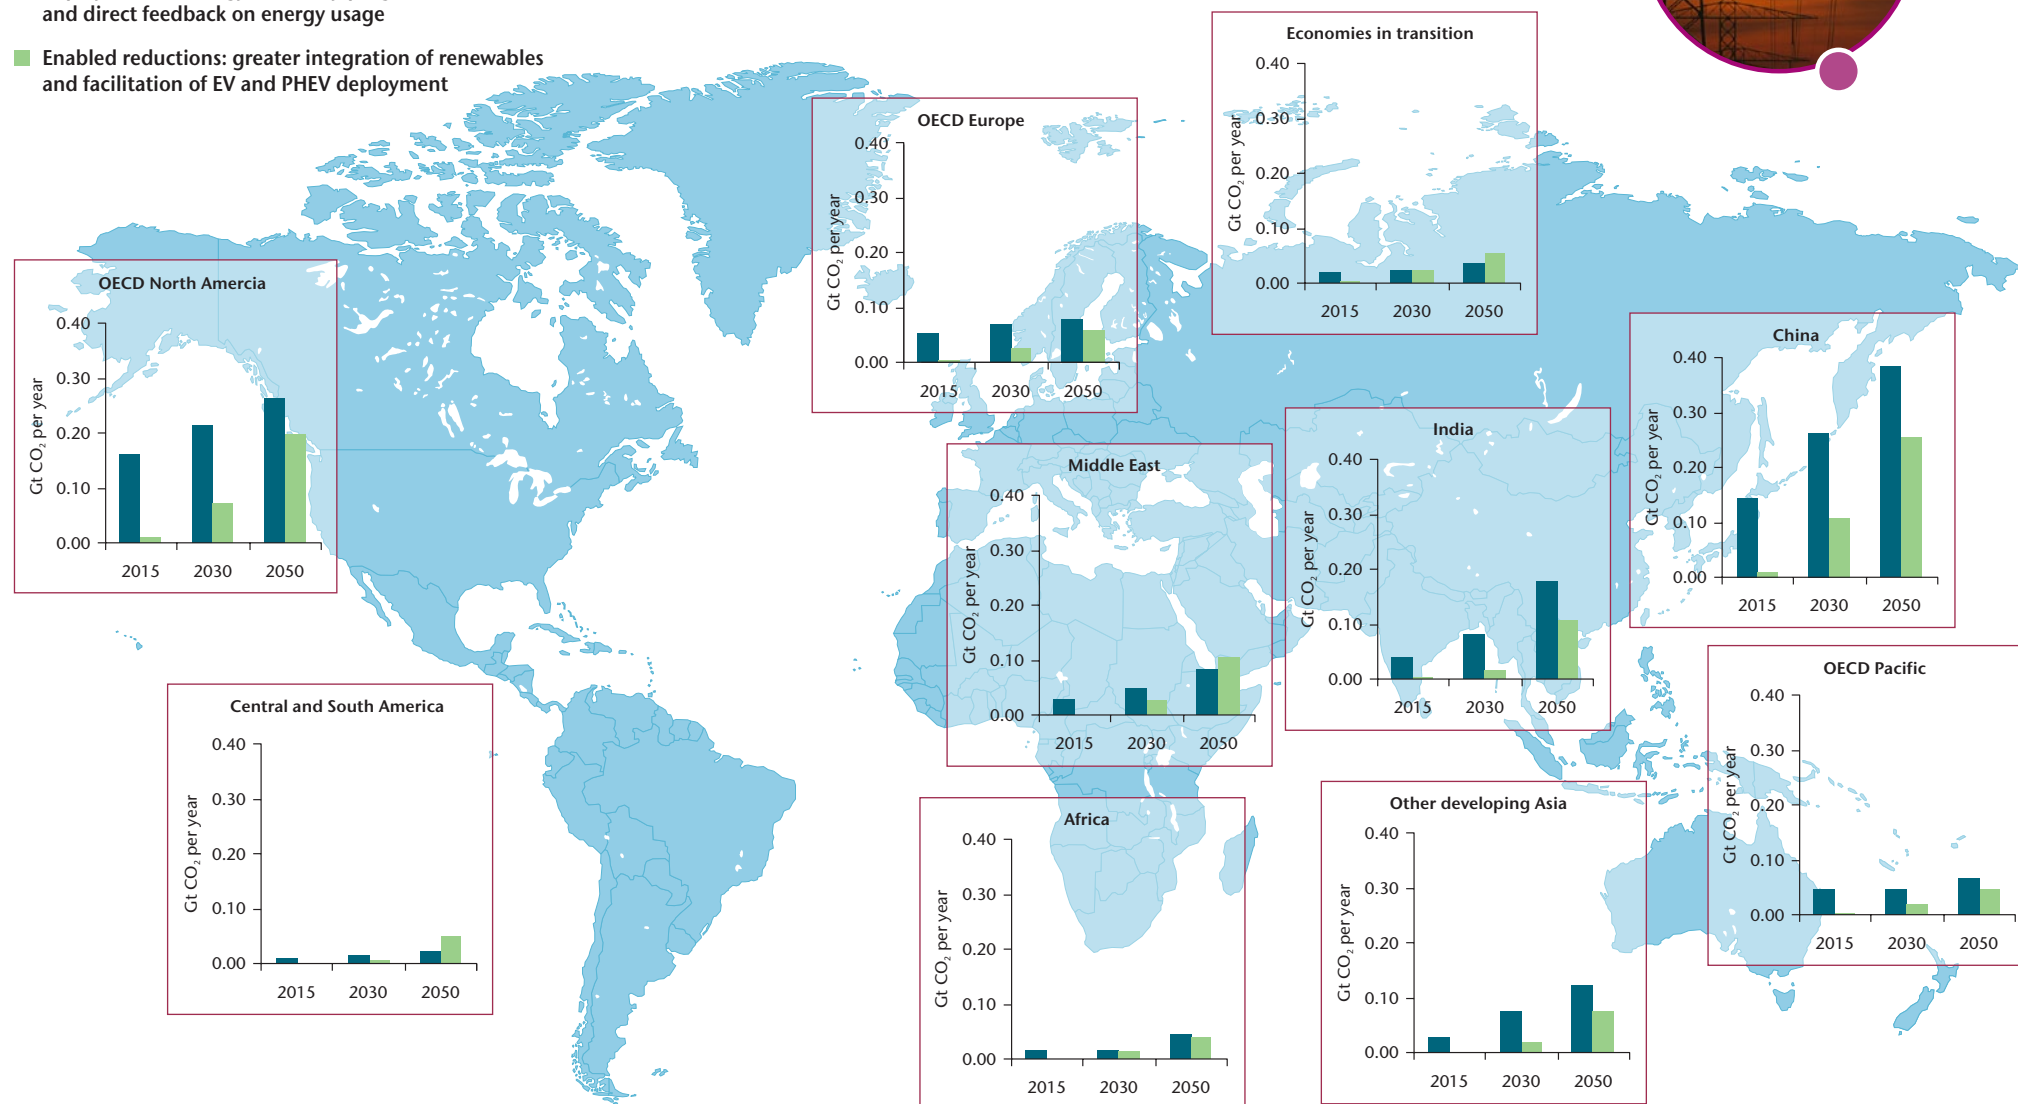 and direct feedback on energy usage
Enabled reductions: greater integration of renewables
and facilitation of EV and PHEV deployment
Economies in transition
Gt CO₂ per year
0.40
0.30
0.20
0.10
0.00
2015 2030 2050
OECD Europe
Gt CO₂ per year
0.40
0.30
0.20
0.10
0.00
2015 2030 2050
OECD North Amercia
Gt CO₂ per year
0.40
0.30
0.20
0.10
0.00
2015 2030 2050
China
Gt CO₂ per year
0.40
0.30
0.20
0.10
0.00
2015 2030 2050
India
Gt CO₂ per year
0.40
0.30
0.20
0.10
0.00
2015 2030 2050
Middle East
Gt CO₂ per year
0.40
0.30
0.20
0.10
0.00
2015 2030 2050
OECD Pacific
Gt CO₂ per year
0.40
0.30
0.20
0.10
0.00
2015 2030 2050
Central and South America
Gt CO₂ per year
0.40
0.30
0.20
0.10
0.00
2015 2030 2050
Africa
Gt CO₂ per year
0.40
0.30
0.20
0.10
0.00
2015 2030 2050
Other developing Asia
Gt CO₂ per year
0.40
0.30
0.20
0.10
0.00
2015 2030 2050